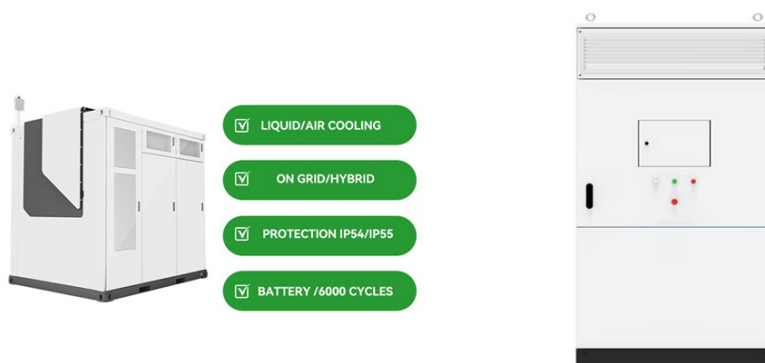 LIQUID/AIR COOLING
ON GRID/HYBRID
PROTECTION IP54/IP55
BATTERY /6000 CYCLES